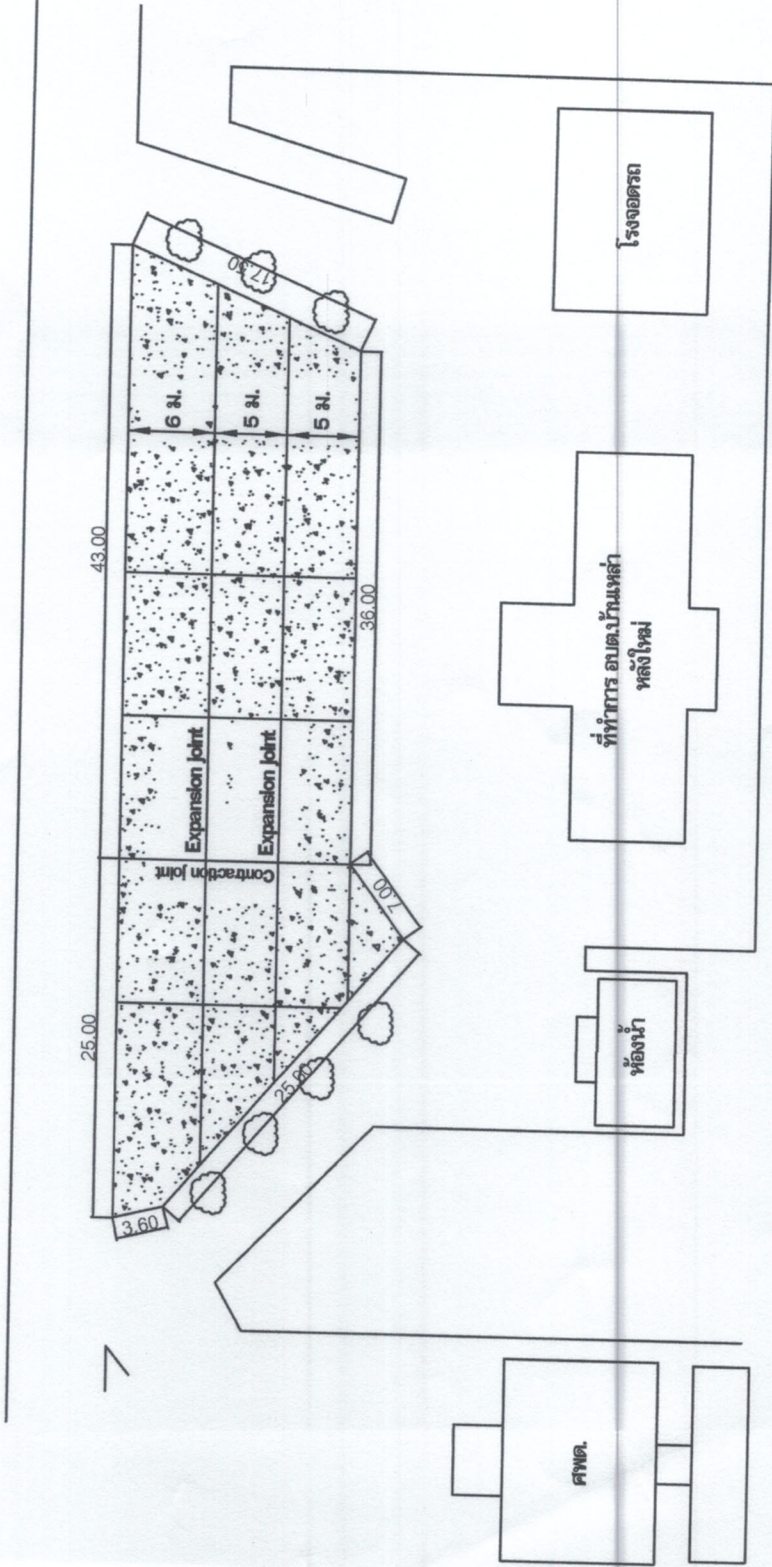 43.00
25.00
6 ม.
5 ม.
5 ม.
36.00
Expansion joint
Expansion joint
Contraction joint
7.00
3.60
โรงจอดรถ
ที่ทำการ อบต.บ้านเหล่า
หลังใหม่
ห้องน้ำ
ศพด.